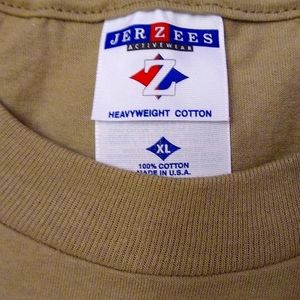 JERZEES
ACTIVEWEAR
Z
HEAVYWEIGHT COTTON
XL
100% COTTON
MADE IN U.S.A.